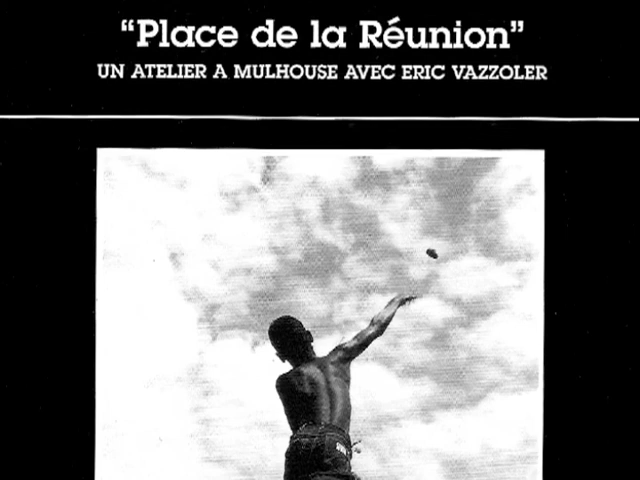 “Place de la Réunion”
UN ATELIER A MULHOUSE AVEC ERIC VAZZOLER